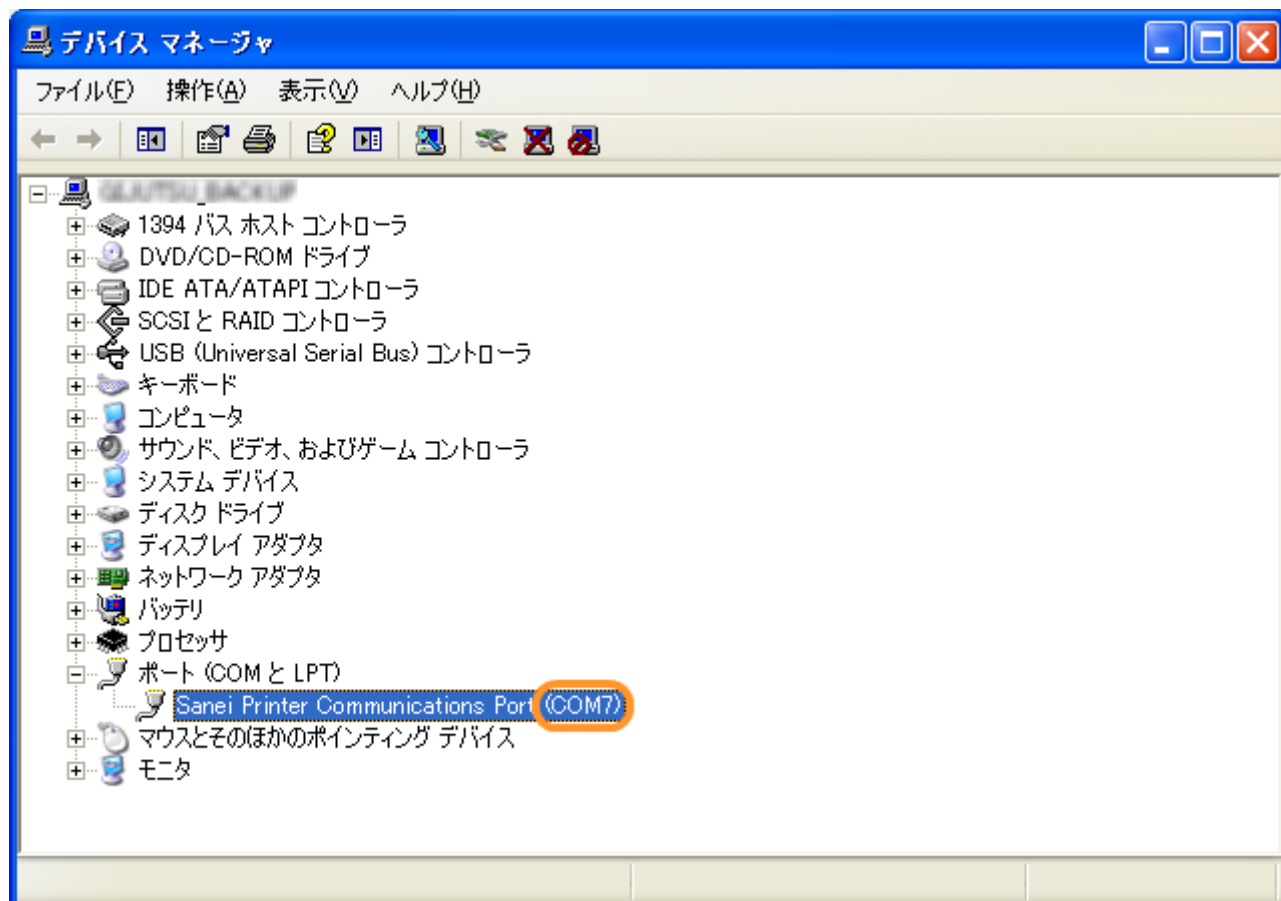 デバイス マネージャ
ファイル(F) 操作(A) 表示(V) ヘルプ(H)
1394 バス ホスト コントローラ
DVD/CD-ROM ドライブ
IDE ATA/ATAPI コントローラ
SCSI と RAID コントローラ
USB (Universal Serial Bus) コントローラ
キーボード
コンピュータ
サウンド、ビデオ、およびゲーム コントローラ
システム デバイス
ディスク ドライブ
ディスプレイ アダプタ
ネットワーク アダプタ
バッテリ
プロセッサ
ポート (COM と LPT)
Sanei Printer Communications Port (COM7)
マウスとそのほかのポインティング デバイス
モニタ